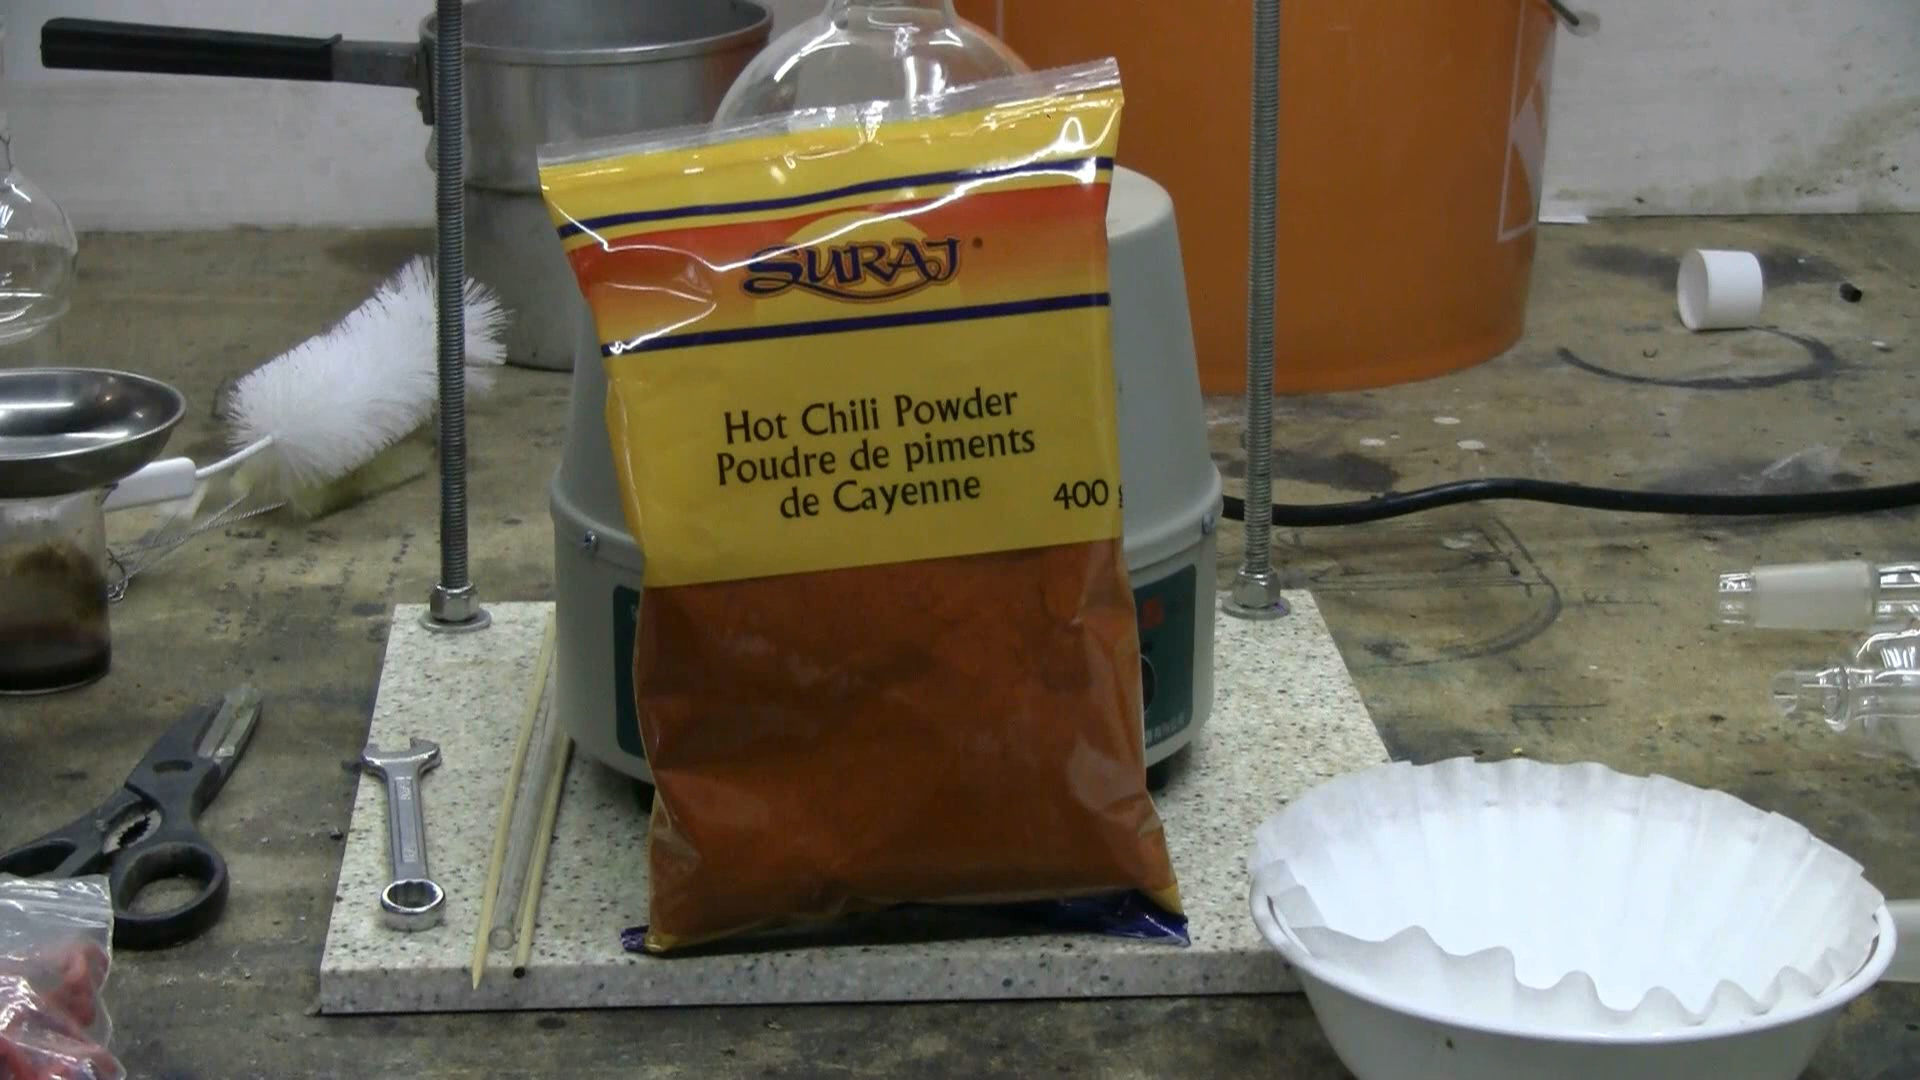 SURAJ
Hot Chili Powder
Poudre de piments
de Cayenne
400 g